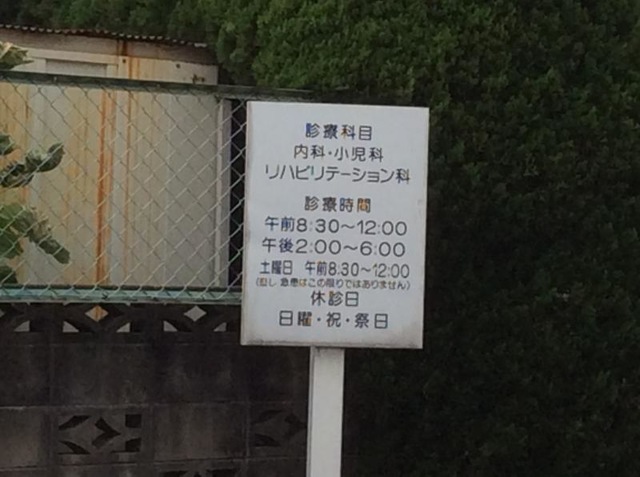 診療科目
内科・小児科
リハビリテーション科
診療時間
午前8:30〜12:00
午後2:00〜6:00
土曜日 午前8:30〜12:00
(但し 急患はこの限りではありません)
休診日
日曜・祝・祭日